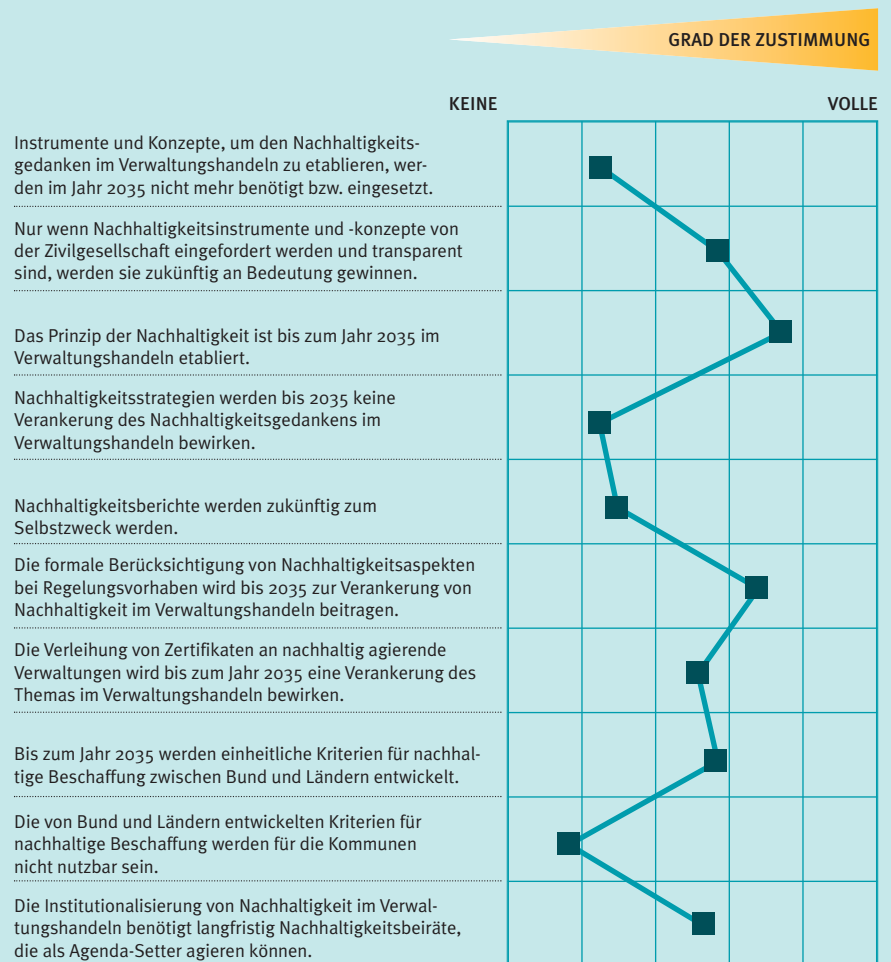 GRAD DER ZUSTIMMUNG
KEINE
VOLLE
Instrumente und Konzepte, um den Nachhaltigkeits-
gedanken im Verwaltungshandeln zu etablieren, wer-
den im Jahr 2035 nicht mehr benötigt bzw. eingesetzt.
Nur wenn Nachhaltigkeitsinstrumente und -konzepte von
der Zivilgesellschaft eingefordert werden und transparent
sind, werden sie zukünftig an Bedeutung gewinnen.
Das Prinzip der Nachhaltigkeit ist bis zum Jahr 2035 im
Verwaltungshandeln etabliert.
Nachhaltigkeitsstrategien werden bis 2035 keine
Verankerung des Nachhaltigkeitsgedankens im
Verwaltungshandeln bewirken.
Nachhaltigkeitsberichte werden zukünftig zum
Selbstzweck werden.
Die formale Berücksichtigung von Nachhaltigkeitsaspekten
bei Regelungsvorhaben wird bis 2035 zur Verankerung von
Nachhaltigkeit im Verwaltungshandeln beitragen.
Die Verleihung von Zertifikaten an nachhaltig agierende
Verwaltungen wird bis zum Jahr 2035 eine Verankerung des
Themas im Verwaltungshandeln bewirken.
Bis zum Jahr 2035 werden einheitliche Kriterien für nachhal-
tige Beschaffung zwischen Bund und Ländern entwickelt.
Die von Bund und Ländern entwickelten Kriterien für
nachhaltige Beschaffung werden für die Kommunen
nicht nutzbar sein.
Die Institutionalisierung von Nachhaltigkeit im Verwal-
tungshandeln benötigt langfristig Nachhaltigkeitsbeiräte,
die als Agenda-Setter agieren können.